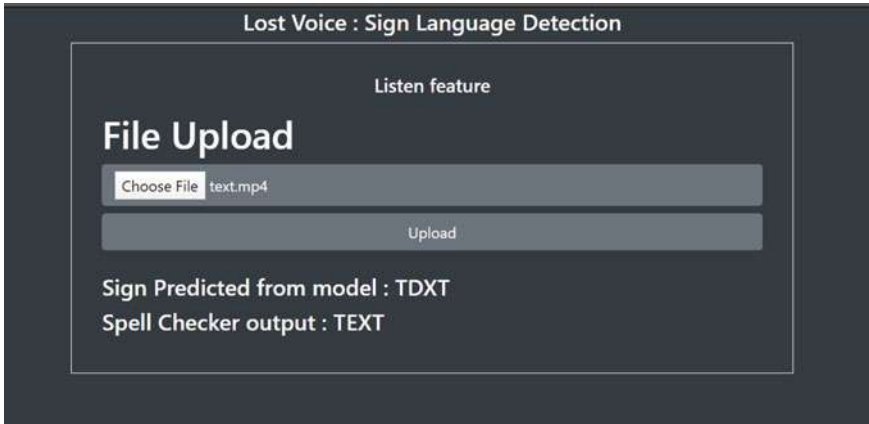 Lost Voice : Sign Language Detection
Listen feature
File Upload
Choose File text.mp4
Upload
Sign Predicted from model : TDXT
Spell Checker output : TEXT